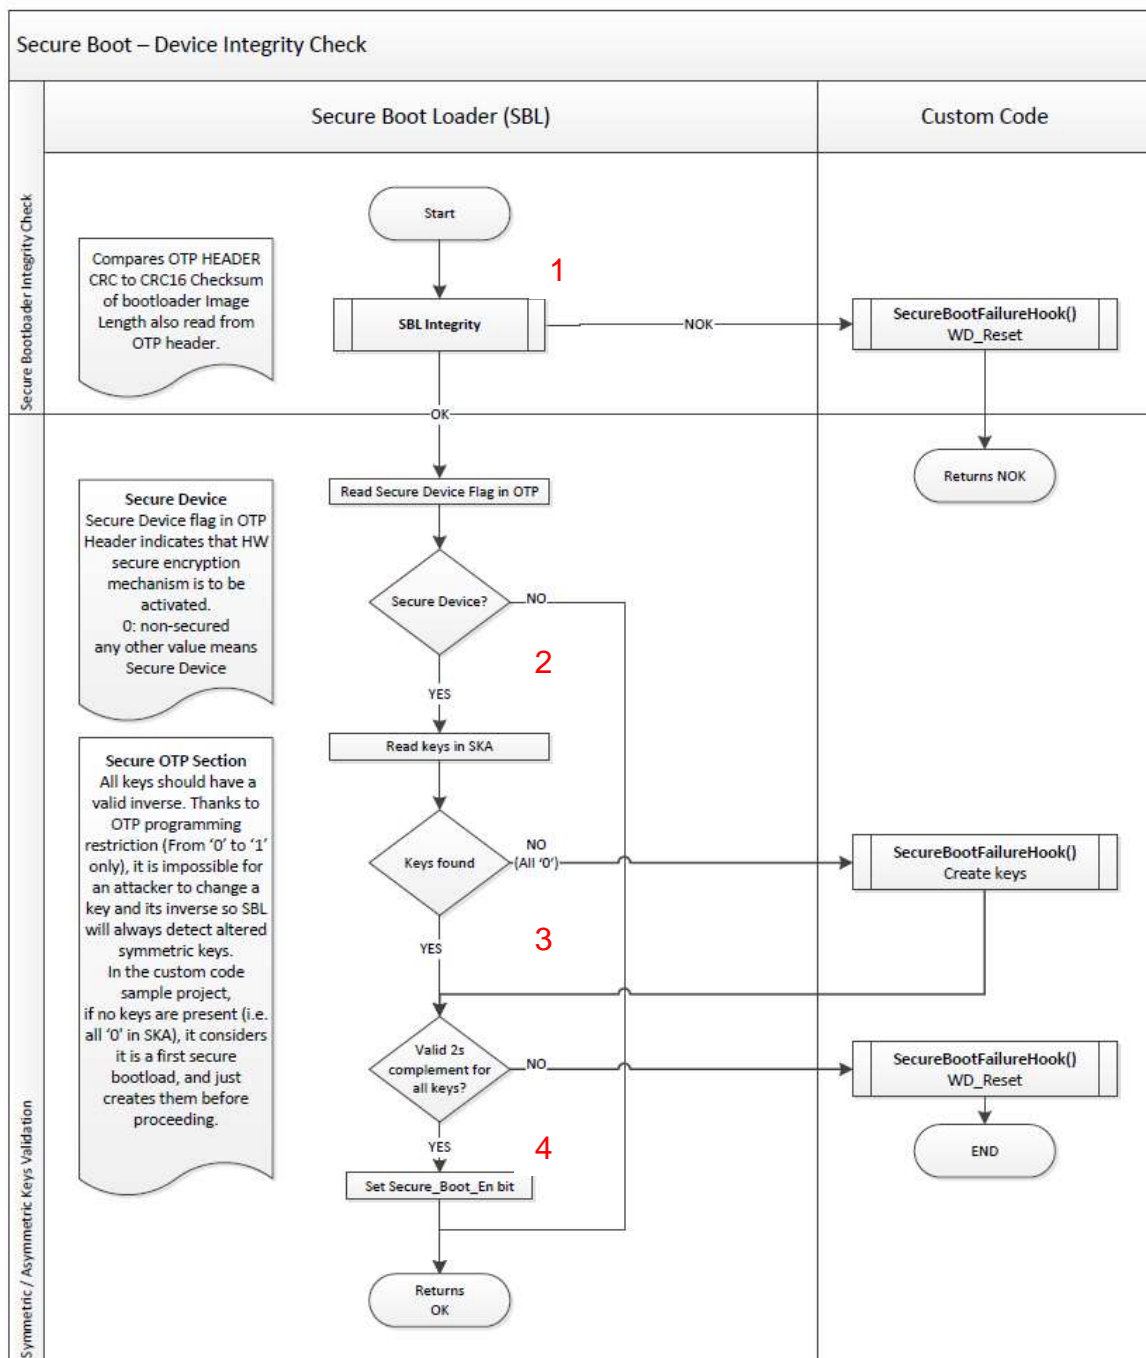 Secure Boot – Device Integrity Check
Secure Boot Loader (SBL)
Custom Code
Secure Bootloader Integrity Check
Start
Compares OTP HEADER
CRC to CRC16 Checksum
of bootloader Image
Length also read from
OTP header.
1
SBL Integrity
NOK
SecureBootFailureHook()
WD_Reset
OK
Returns NOK
Symmetric / Asymmetric Keys Validation
Read Secure Device Flag in OTP
Secure Device
Secure Device flag in OTP
Header indicates that HW
secure encryption
mechanism is to be
activated.
0: non-secured
any other value means
Secure Device
Secure Device?
NO
2
YES
Read keys in SKA
Secure OTP Section
All keys should have a
valid inverse. Thanks to
OTP programming
restriction (From ‘0’ to ‘1’
only), it is impossible for
an attacker to change a
key and its inverse so SBL
will always detect altered
symmetric keys.
In the custom code
sample project,
if no keys are present (i.e.
all ‘0’ in SKA), it considers
it is a first secure
bootload, and just
creates them before
proceeding.
Keys found
NO
(All ‘0’)
SecureBootFailureHook()
Create keys
3
YES
Valid 2s
complement for
all keys?
NO
SecureBootFailureHook()
WD_Reset
YES
4
END
Set Secure_Boot_En bit
Returns
OK